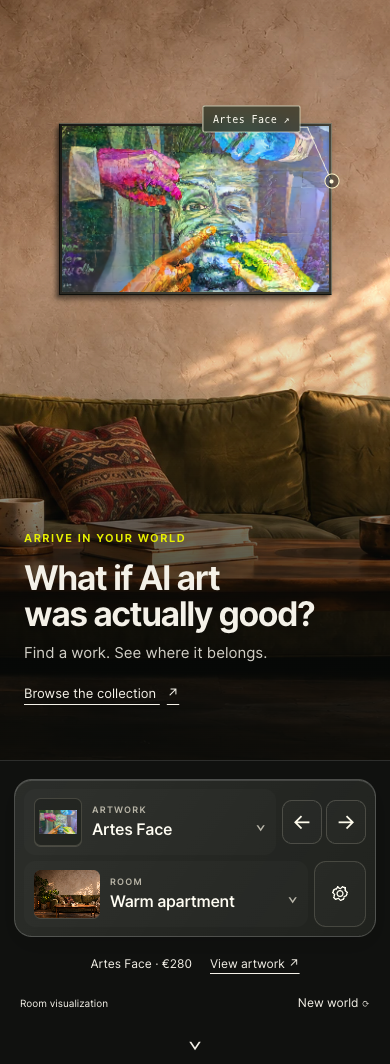 Artes Face ↗
ARRIVE IN YOUR WORLD
What if AI art
was actually good?
Find a work. See where it belongs.
Browse the collection ↗
ARTWORK
Artes Face
ROOM
Warm apartment
Artes Face · €280 View artwork ↗
Room visualization New world ⟳